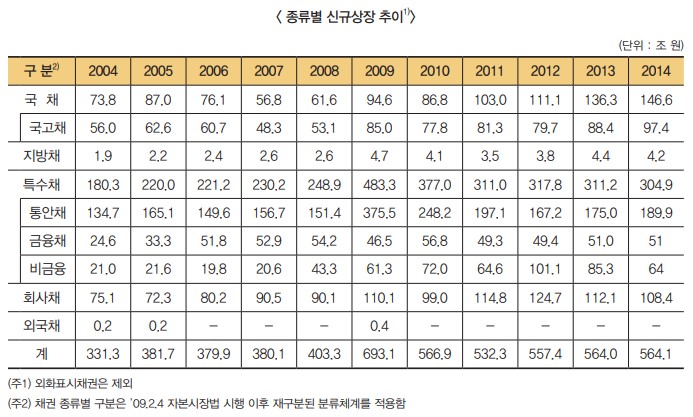 < 종류별 신규상장 추이1) >
(단위 : 조 원)
구 분2) 2004 2005 2006 2007 2008 2009 2010 2011 2012 2013 2014
국 채 73.8 87.0 76.1 56.8 61.6 94.6 86.8 103.0 111.1 136.3 146.6
국고채 56.0 62.6 60.7 48.3 53.1 85.0 77.8 81.3 79.7 88.4 97.4
지방채 1.9 2.2 2.4 2.6 2.6 4.7 4.1 3.5 3.8 4.4 4.2
특수채 180.3 220.0 221.2 230.2 248.9 483.3 377.0 311.0 317.8 311.2 304.9
통안채 134.7 165.1 149.6 156.7 151.4 375.5 248.2 197.1 167.2 175.0 189.9
금융채 24.6 33.3 51.8 52.9 54.2 46.5 56.8 49.3 49.4 51.0 51
비금융 21.0 21.6 19.8 20.6 43.3 61.3 72.0 64.6 101.1 85.3 64
회사채 75.1 72.3 80.2 90.5 90.1 110.1 99.0 114.8 124.7 112.1 108.4
외국채 0.2 0.2 – – – 0.4 – – – – –
계 331.3 381.7 379.9 380.1 403.3 693.1 566.9 532.3 557.4 564.0 564.1
(주1) 외화표시채권은 제외
(주2) 채권 종류별 구분은 '09.2.4 자본시장법 시행 이후 재구분된 분류체계를 적용함